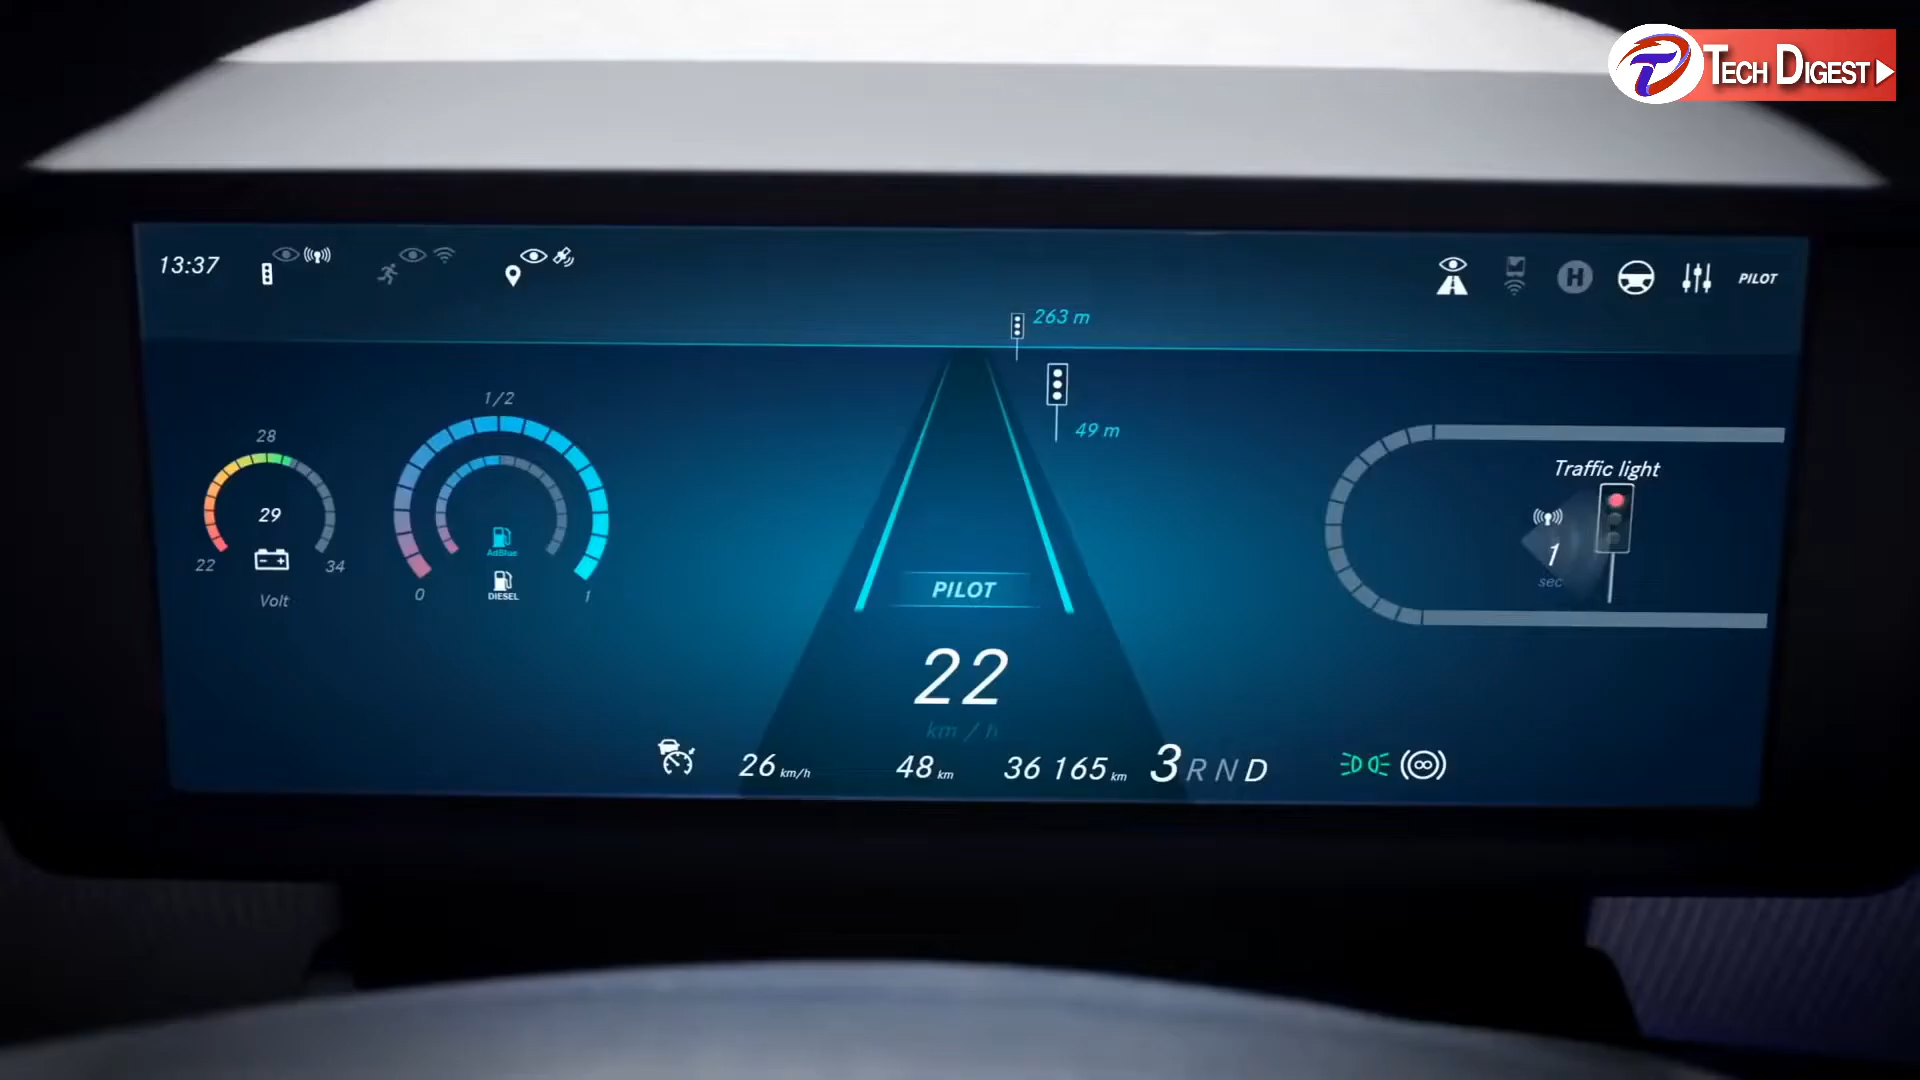 TECH DIGEST
13:37
H
PILOT
263 m
49 m
28
29
22
34
Volt
1/2
AdBlue
DIESEL
0
1
PILOT
22
km / h
Traffic light
1
sec
26 km/h
48 km
36 165 km
3 R N D